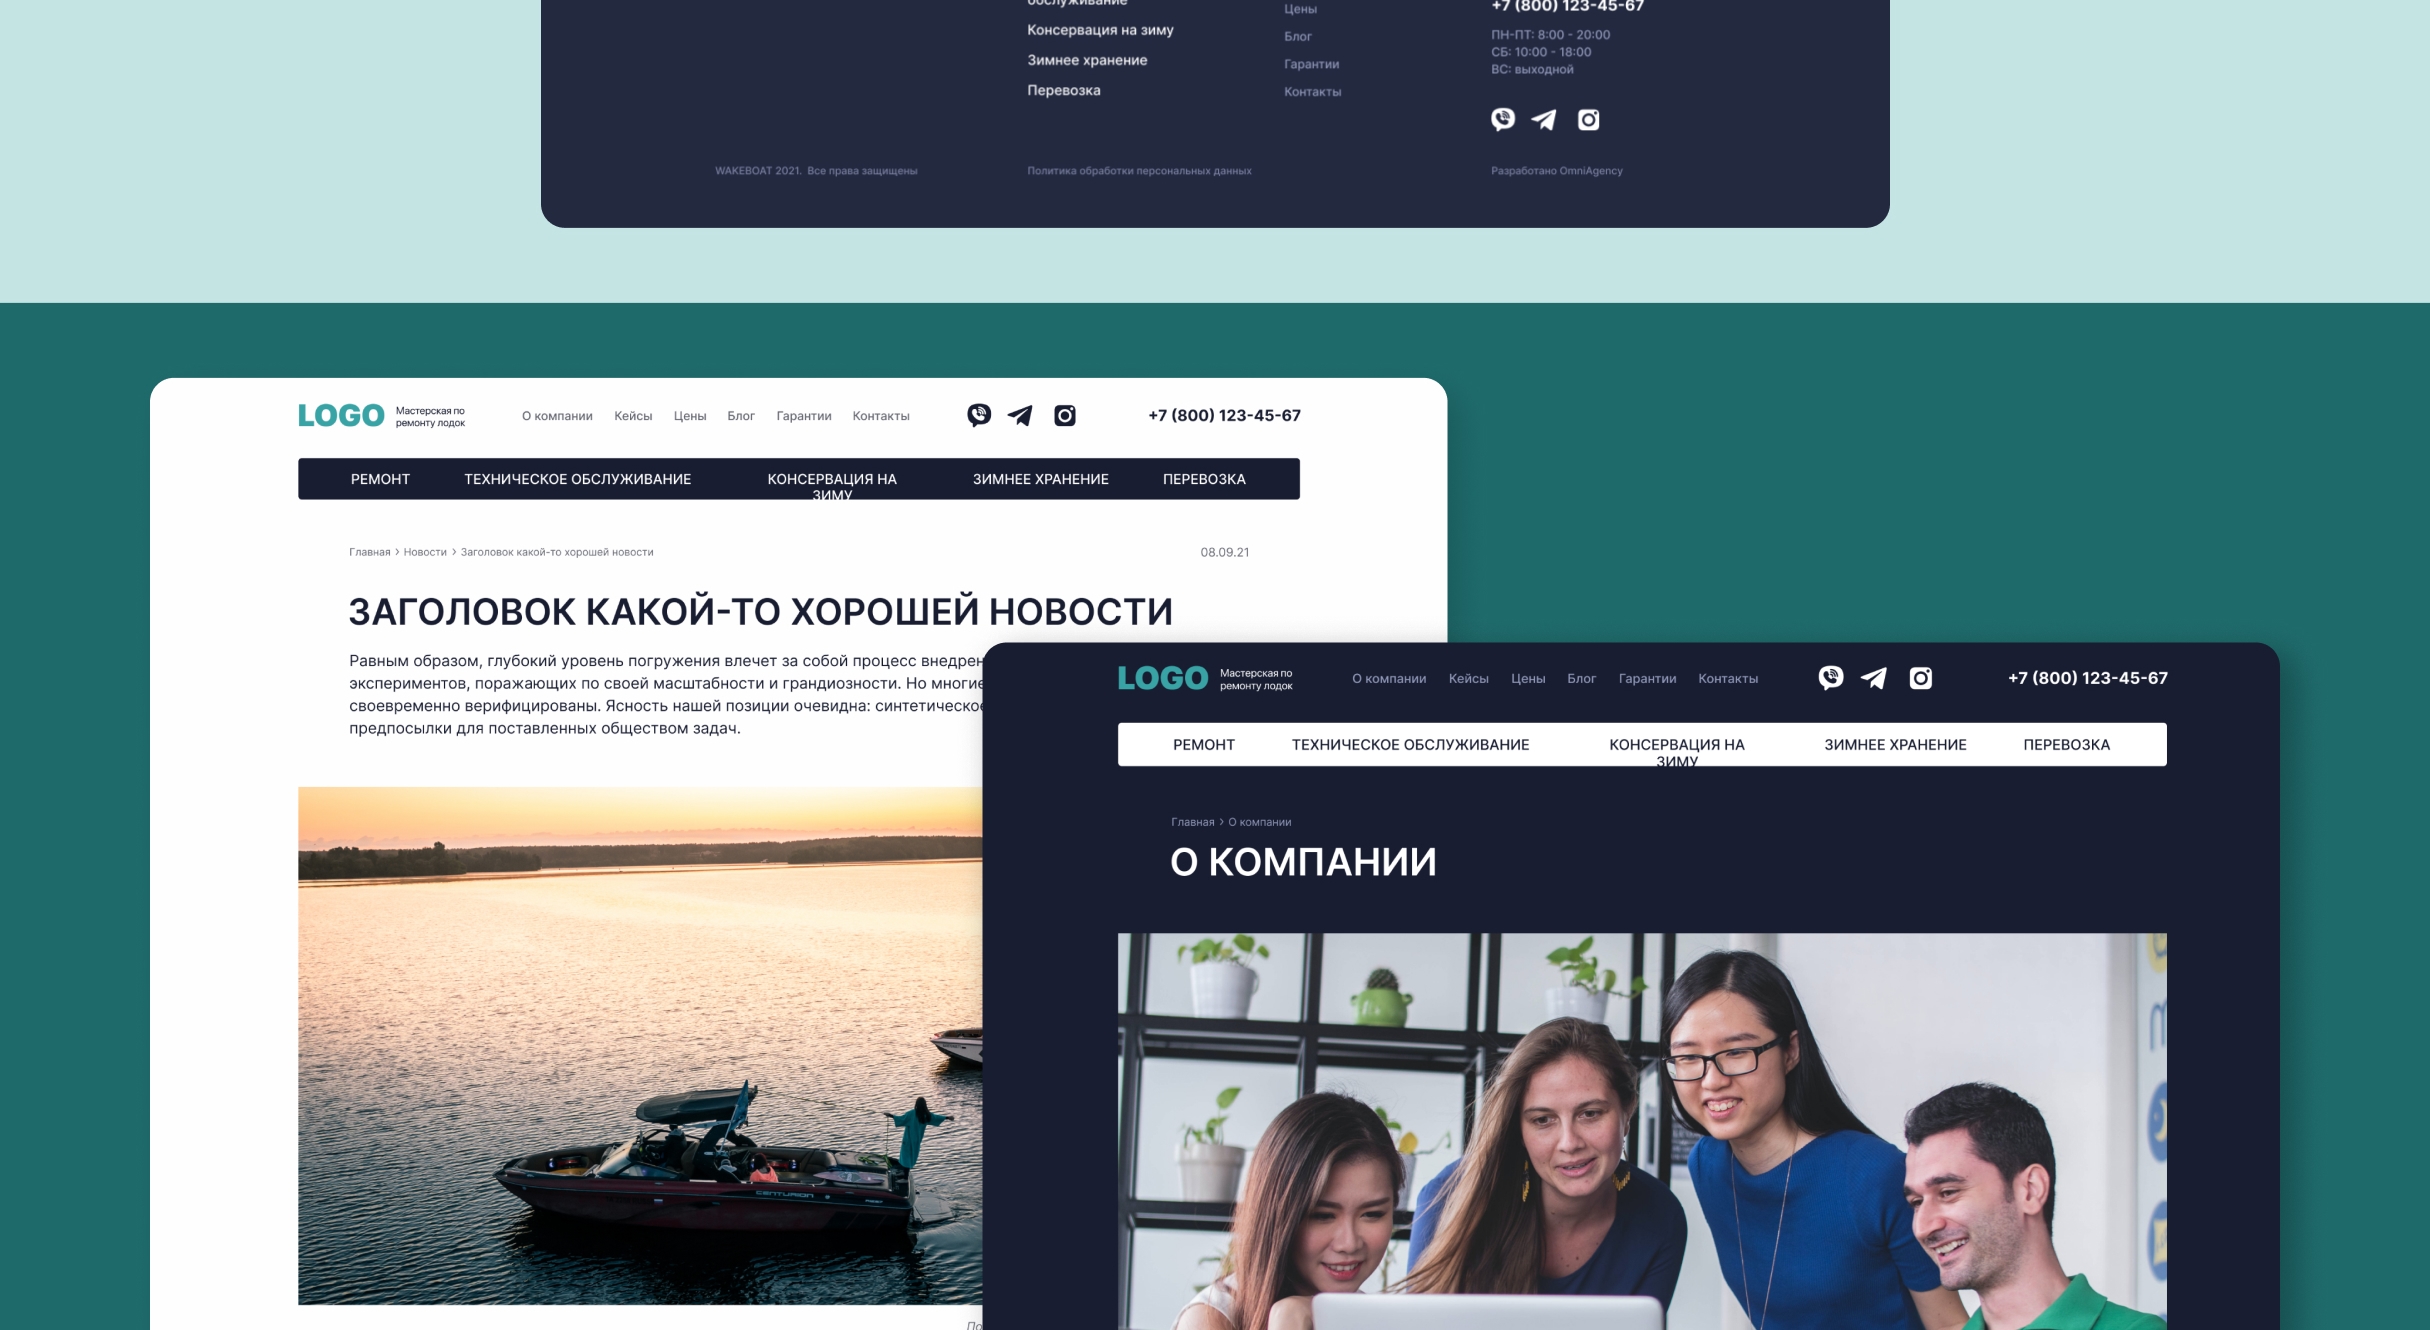 обслуживание
Консервация на зиму
Зимнее хранение
Перевозка
Цены
Блог
Гарантии
Контакты
+7 (800) 123-45-67
ПН-ПТ: 8:00 - 20:00
СБ: 10:00 - 18:00
ВС: выходной
WAKEBOAT 2021. Все права защищены
Политика обработки персональных данных
Разработано OmniAgency
LOGO
Мастерская по
ремонту лодок
О компании Кейсы Цены Блог Гарантии Контакты
+7 (800) 123-45-67
РЕМОНТ ТЕХНИЧЕСКОЕ ОБСЛУЖИВАНИЕ КОНСЕРВАЦИЯ НА ЗИМНЕЕ ХРАНЕНИЕ ПЕРЕВОЗКА
ЗИМУ
Главная › Новости › Заголовок какой-то хорошей новости
08.09.21
ЗАГОЛОВОК КАКОЙ-ТО ХОРОШЕЙ НОВОСТИ
Равным образом, глубокий уровень погружения влечет за собой процесс внедрен
экспериментов, поражающих по своей масштабности и грандиозности. Но многие
своевременно верифицированы. Ясность нашей позиции очевидна: синтетическое
предпосылки для поставленных обществом задач.
CENTURION
LOGO
Мастерская по
ремонту лодок
О компании Кейсы Цены Блог Гарантии Контакты
+7 (800) 123-45-67
РЕМОНТ ТЕХНИЧЕСКОЕ ОБСЛУЖИВАНИЕ КОНСЕРВАЦИЯ НА ЗИМНЕЕ ХРАНЕНИЕ ПЕРЕВОЗКА
ЗИМУ
Главная › О компании
О КОМПАНИИ